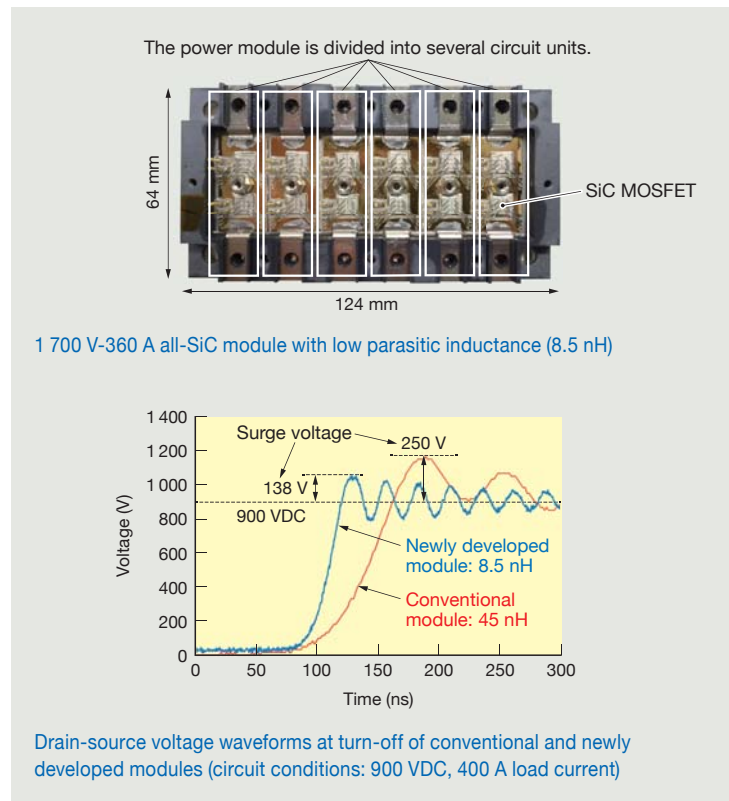 The power module is divided into several circuit units.
64 mm
SiC MOSFET
124 mm
1 700 V-360 A all-SiC module with low parasitic inductance (8.5 nH)
1 400
1 200
1 000
800
600
400
200
0
Voltage (V)
Surge voltage
250 V
138 V
900 VDC
Newly developed
module: 8.5 nH
Conventional
module: 45 nH
0 50 100 150 200 250 300
Time (ns)
Drain-source voltage waveforms at turn-off of conventional and newly
developed modules (circuit conditions: 900 VDC, 400 A load current)